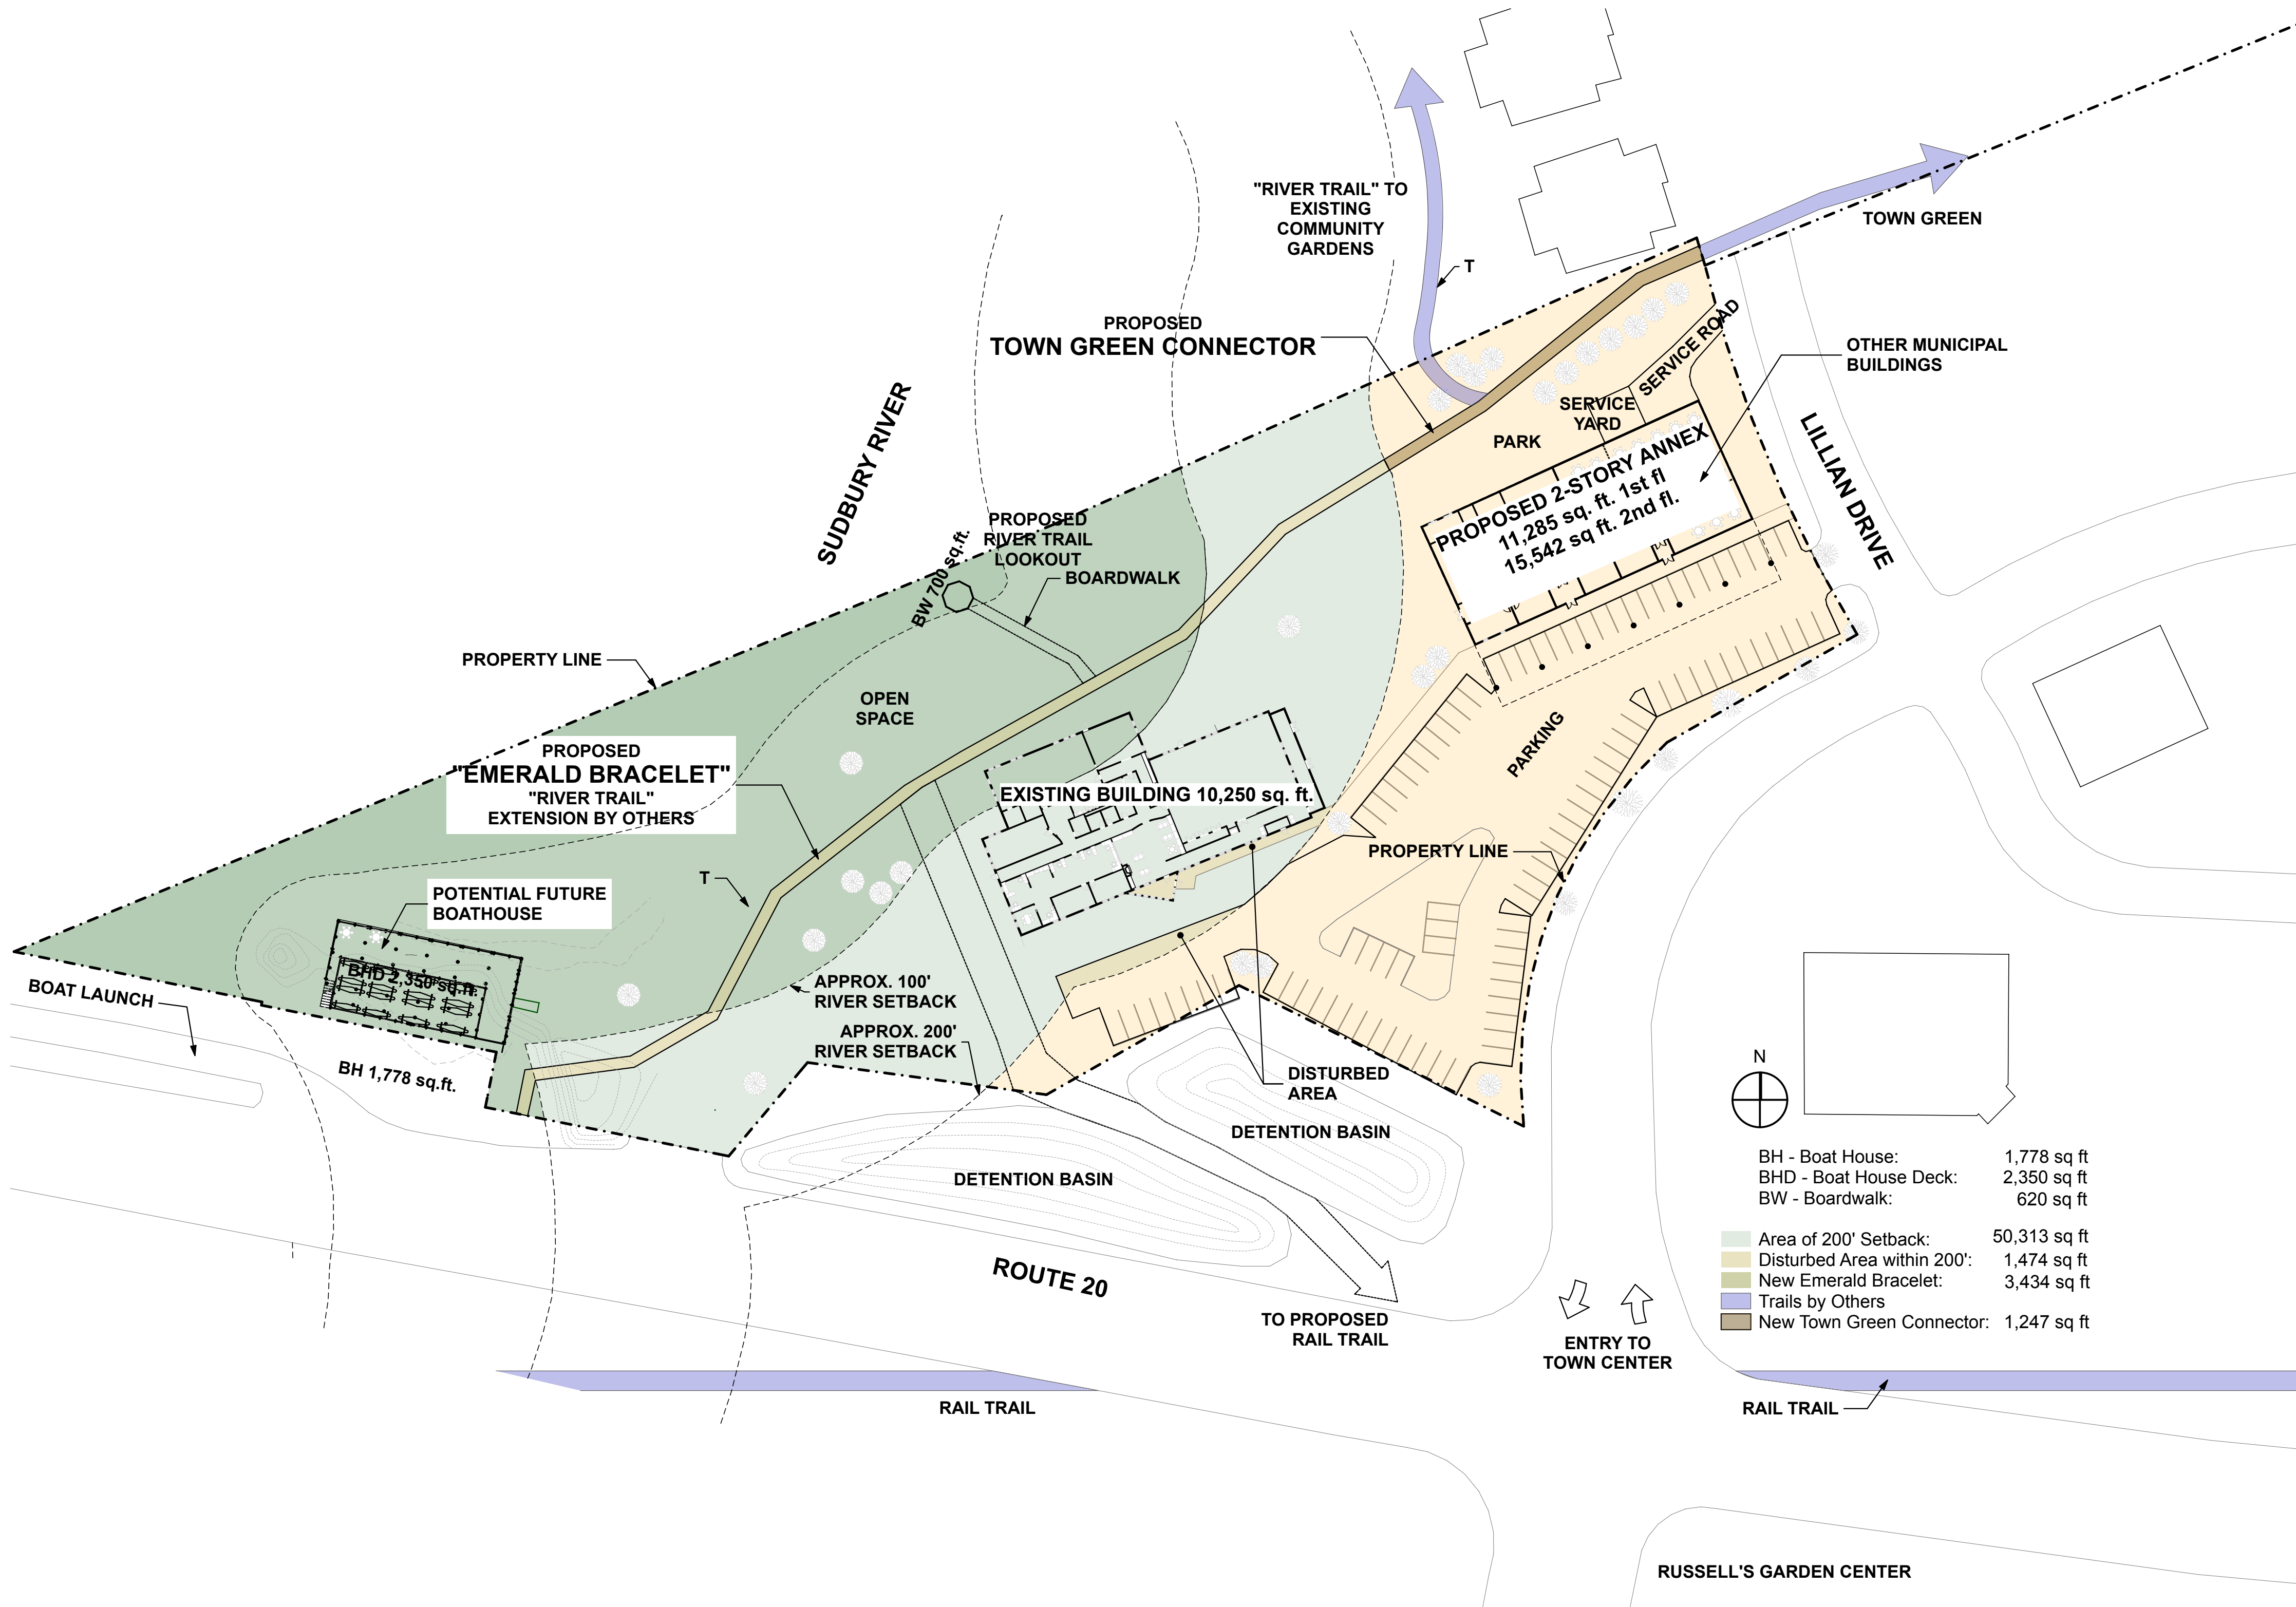 "RIVER TRAIL" TO
EXISTING
COMMUNITY
GARDENS
T
TOWN GREEN
PROPOSED
TOWN GREEN CONNECTOR
SERVICE ROAD
OTHER MUNICIPAL
BUILDINGS
SERVICE
YARD
PARK
LILLIAN DRIVE
SUDBURY RIVER
PROPOSED 2-STORY ANNEX
11,285 sq. ft. 1st fl
15,542 sq ft. 2nd fl.
PROPOSED
RIVER TRAIL
LOOKOUT
BW 700 sq.ft.
BOARDWALK
PROPERTY LINE
OPEN
SPACE
PARKING
PROPOSED
"EMERALD BRACELET"
"RIVER TRAIL"
EXTENSION BY OTHERS
EXISTING BUILDING 10,250 sq. ft.
PROPERTY LINE
T
POTENTIAL FUTURE
BOATHOUSE
BHD 2,350 sq.ft.
BOAT LAUNCH
APPROX. 100'
RIVER SETBACK
APPROX. 200'
RIVER SETBACK
BH 1,778 sq.ft.
DISTURBED
AREA
DETENTION BASIN
DETENTION BASIN
N
BH - Boat House: 1,778 sq ft
BHD - Boat House Deck: 2,350 sq ft
BW - Boardwalk: 620 sq ft
Area of 200' Setback: 50,313 sq ft
Disturbed Area within 200': 1,474 sq ft
New Emerald Bracelet: 3,434 sq ft
Trails by Others
New Town Green Connector: 1,247 sq ft
ROUTE 20
TO PROPOSED
RAIL TRAIL
ENTRY TO
TOWN CENTER
RAIL TRAIL
RAIL TRAIL
RUSSELL'S GARDEN CENTER